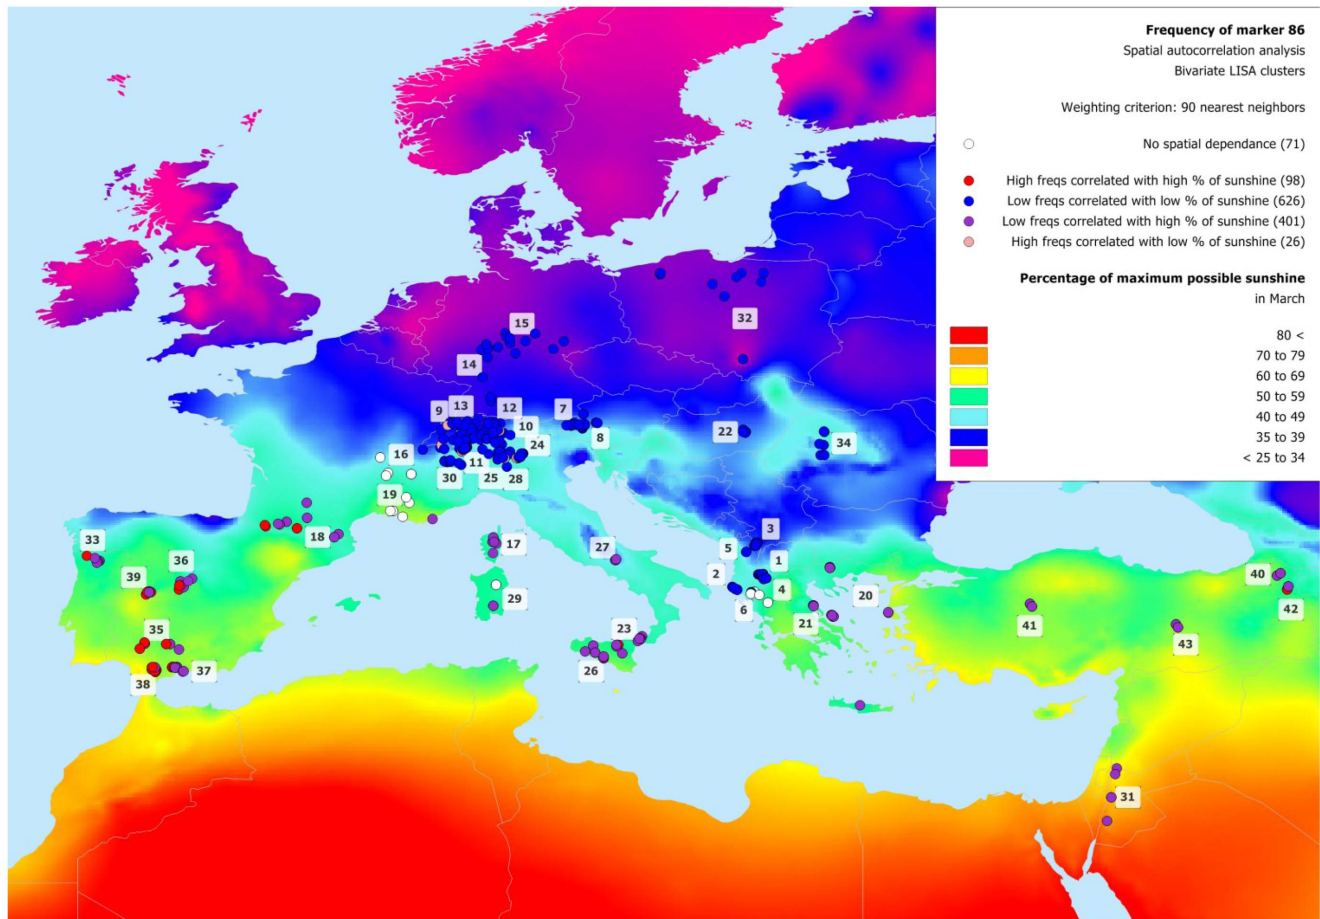 Frequency of marker 86
Spatial autocorrelation analysis
Bivariate LISA clusters
Weighting criterion: 90 nearest neighbors
No spatial dependance (71)
High freqs correlated with high % of sunshine (98)
Low freqs correlated with low % of sunshine (626)
Low freqs correlated with high % of sunshine (401)
High freqs correlated with low % of sunshine (26)
Percentage of maximum possible sunshine
in March
80 <
70 to 79
60 to 69
50 to 59
40 to 49
35 to 39
< 25 to 34
32
15
14
9
13
12
7
10
8
22
34
24
16
11
30
25
28
19
18
33
36
39
17
27
29
3
5
1
2
4
6
20
21
23
26
35
37
38
40
42
41
43
31